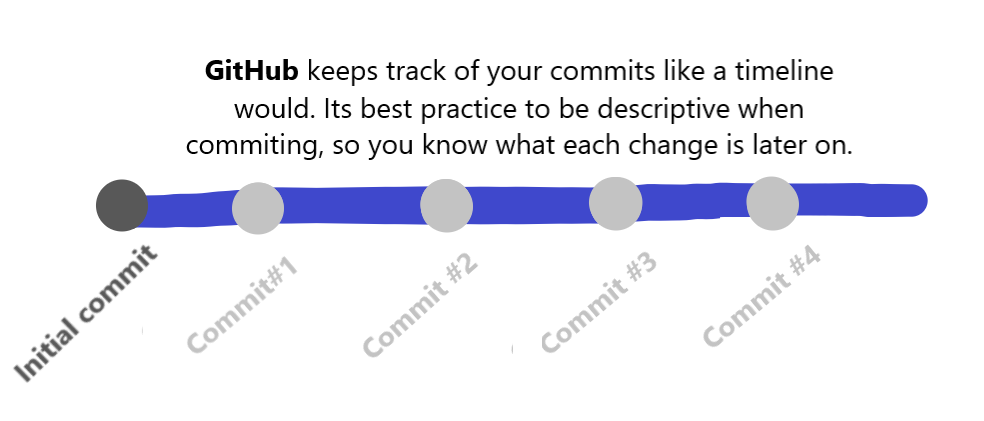 GitHub keeps track of your commits like a timeline
would. Its best practice to be descriptive when
commiting, so you know what each change is later on.
Initial commit
Commit#1
Commit #2
Commit #3
Commit #4